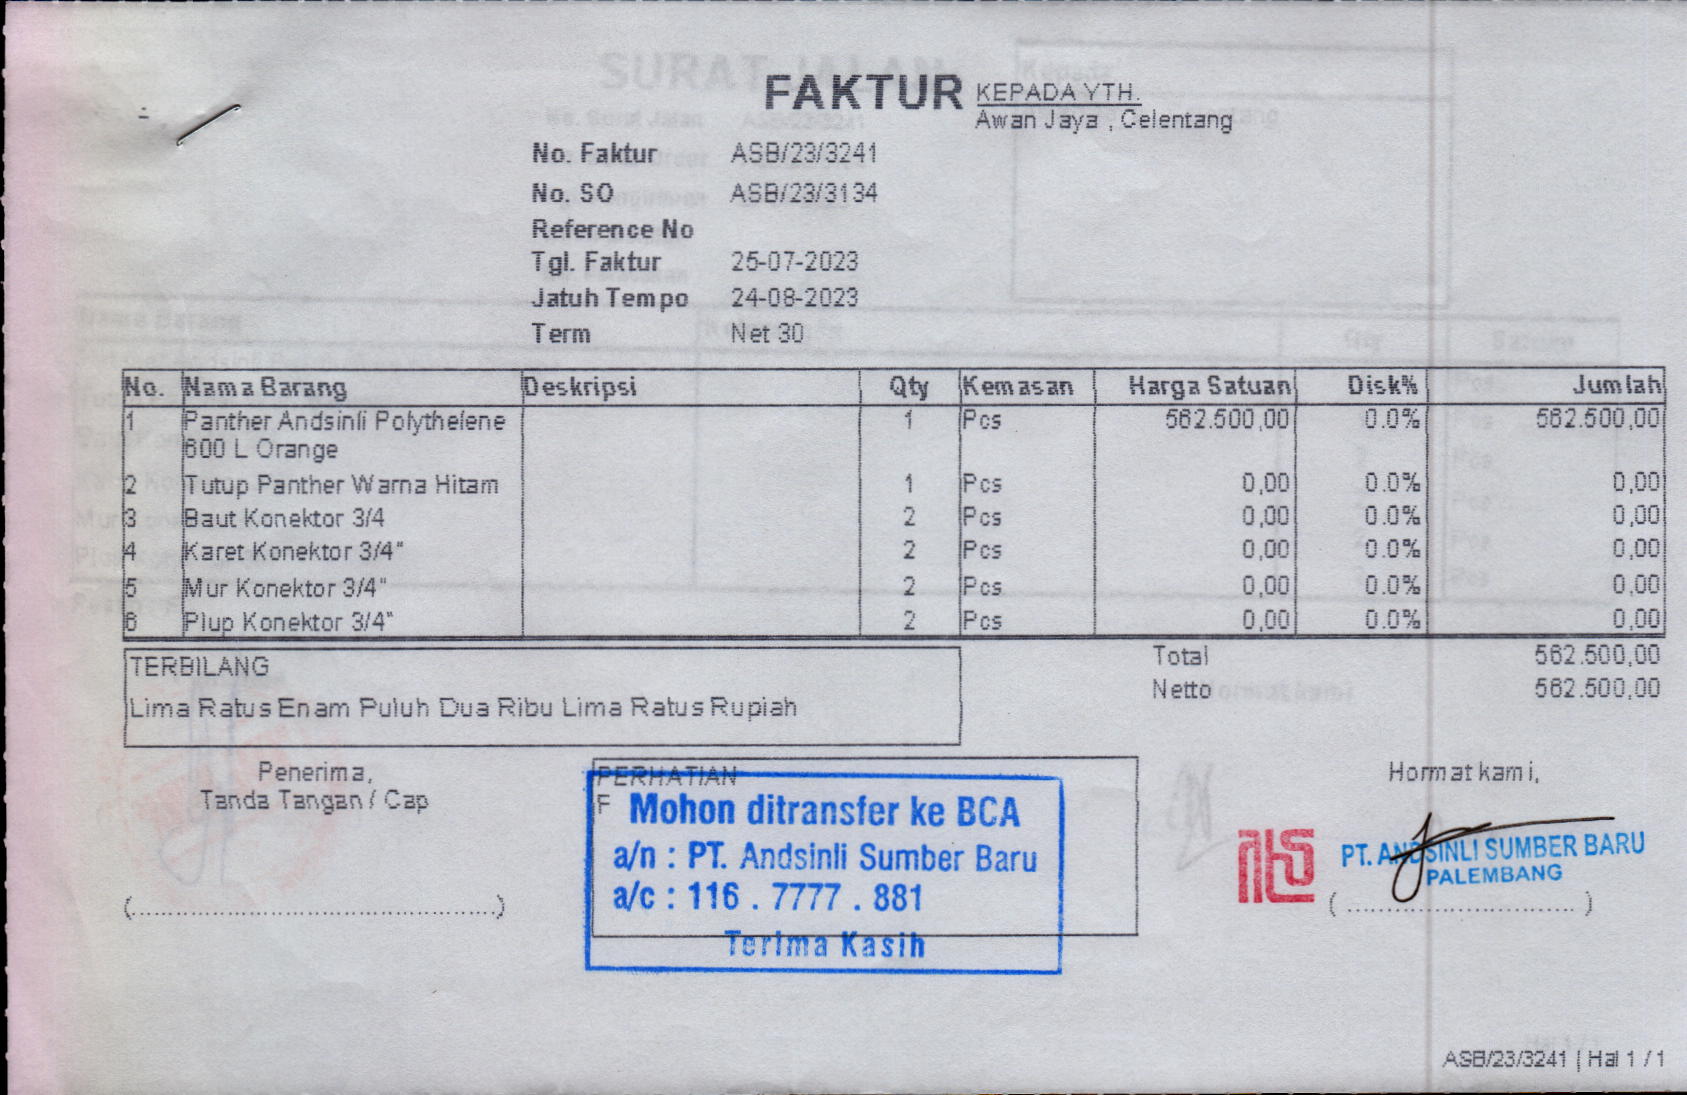 FAKTUR
KEPADA YTH.
Awan Jaya , Celentang
No. Faktur ASB/23/3241
No. SO ASB/23/3134
Reference No
Tgl. Faktur 25-07-2023
Jatuh Tempo 24-08-2023
Term Net 30
No. Nama Barang Deskripsi Qty Kemasan Harga Satuan Disk% Jumlah
1 Panther Andsinli Polythelene 1 Pcs 562.500,00 0.0% 562.500,00
600 L Orange
2 Tutup Panther Warna Hitam 1 Pcs 0,00 0.0% 0,00
3 Baut Konektor 3/4 2 Pcs 0,00 0.0% 0,00
4 Karet Konektor 3/4" 2 Pcs 0,00 0.0% 0,00
5 Mur Konektor 3/4" 2 Pcs 0,00 0.0% 0,00
6 Plup Konektor 3/4" 2 Pcs 0,00 0.0% 0,00
TERBILANG
Lima Ratus Enam Puluh Dua Ribu Lima Ratus Rupiah
Total 562.500,00
Netto 562.500,00
Penerima,
Tanda Tangan / Cap
(..........................................)
PERHATIAN
F
Mohon ditransfer ke BCA
a/n : PT. Andsinli Sumber Baru
a/c : 116 . 7777 . 881
Terima Kasih
Hormat kami,
PT. ANDSINLI SUMBER BARU
PALEMBANG
( ............................ )
ASB/23/3241 | Hal 1 / 1